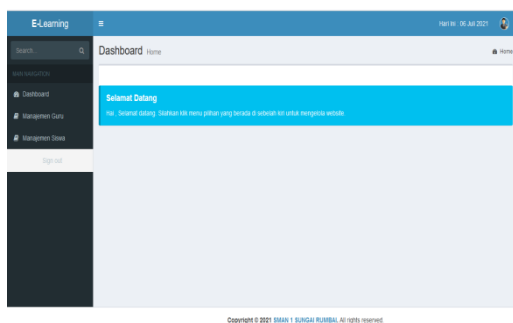 E-Learning
Hari ini : 06 Juli 2021
Search...
Dashboard Home
Home
MAIN NAVIGATION
Dashboard
Manajemen Guru
Manajemen Siswa
Sign out
Selamat Datang
Hai , Selamat datang. Silahkan klik menu pilihan yang berada di sebelah kiri untuk mengelola website.
Copyright © 2021 SMAN 1 SUNGAI RUMBAI. All rights reserved.